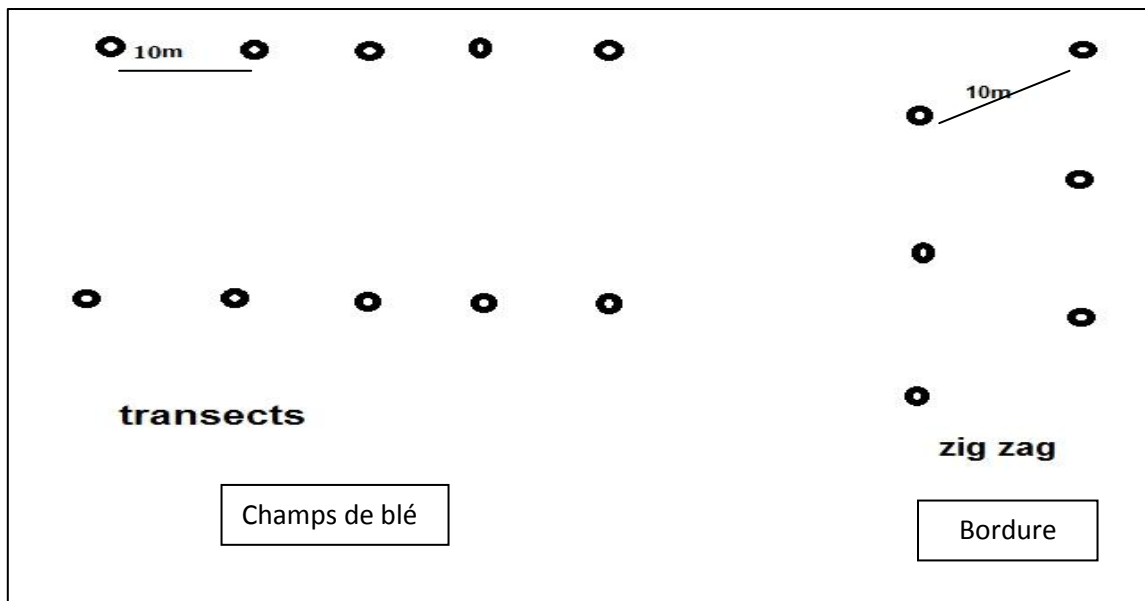 10m
10m
transects
zig zag
Champs de blé
Bordure